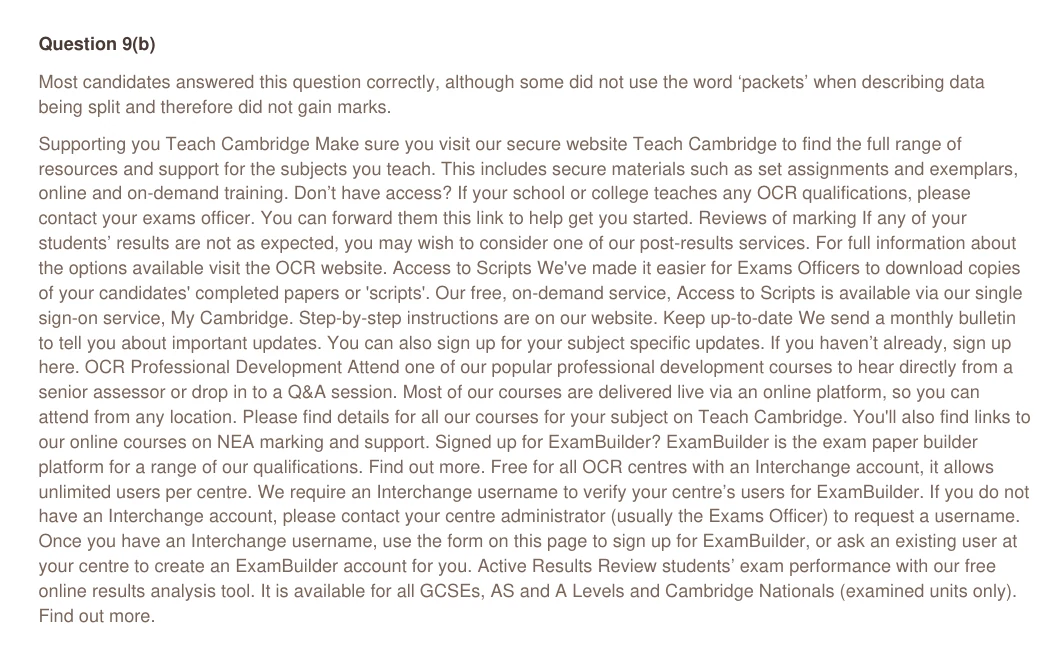 Question 9(b)
Most candidates answered this question correctly, although some did not use the word ‘packets’ when describing data
being split and therefore did not gain marks.
Supporting you Teach Cambridge Make sure you visit our secure website Teach Cambridge to find the full range of
resources and support for the subjects you teach. This includes secure materials such as set assignments and exemplars,
online and on-demand training. Don’t have access? If your school or college teaches any OCR qualifications, please
contact your exams officer. You can forward them this link to help get you started. Reviews of marking If any of your
students’ results are not as expected, you may wish to consider one of our post-results services. For full information about
the options available visit the OCR website. Access to Scripts We've made it easier for Exams Officers to download copies
of your candidates' completed papers or 'scripts'. Our free, on-demand service, Access to Scripts is available via our single
sign-on service, My Cambridge. Step-by-step instructions are on our website. Keep up-to-date We send a monthly bulletin
to tell you about important updates. You can also sign up for your subject specific updates. If you haven’t already, sign up
here. OCR Professional Development Attend one of our popular professional development courses to hear directly from a
senior assessor or drop in to a Q&A session. Most of our courses are delivered live via an online platform, so you can
attend from any location. Please find details for all our courses for your subject on Teach Cambridge. You'll also find links to
our online courses on NEA marking and support. Signed up for ExamBuilder? ExamBuilder is the exam paper builder
platform for a range of our qualifications. Find out more. Free for all OCR centres with an Interchange account, it allows
unlimited users per centre. We require an Interchange username to verify your centre’s users for ExamBuilder. If you do not
have an Interchange account, please contact your centre administrator (usually the Exams Officer) to request a username.
Once you have an Interchange username, use the form on this page to sign up for ExamBuilder, or ask an existing user at
your centre to create an ExamBuilder account for you. Active Results Review students’ exam performance with our free
online results analysis tool. It is available for all GCSEs, AS and A Levels and Cambridge Nationals (examined units only).
Find out more.